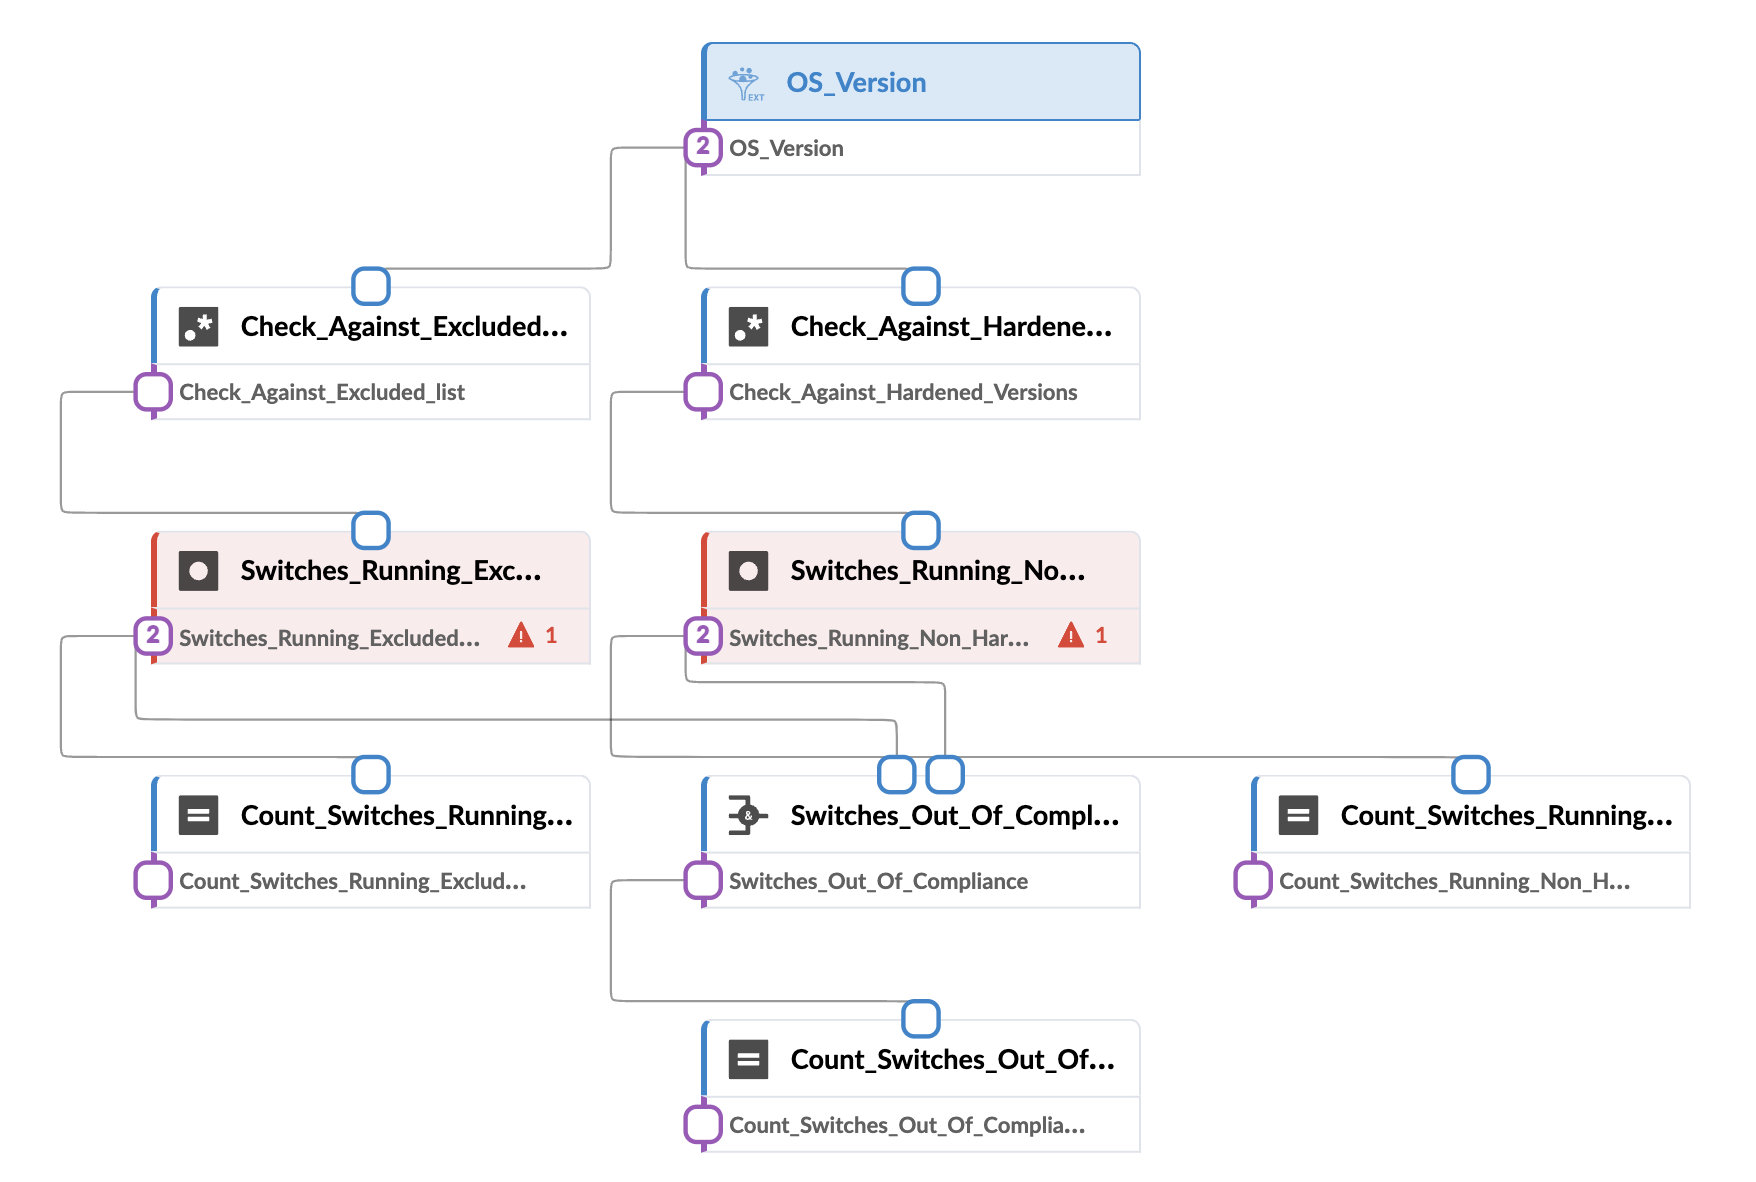 EXT
OS_Version
2
OS_Version
Check_Against_Excluded...
Check_Against_Hardene...
Check_Against_Excluded_list
Check_Against_Hardened_Versions
Switches_Running_Exc...
Switches_Running_No...
2
Switches_Running_Excluded...
1
2
Switches_Running_Non_Har...
1
Count_Switches_Running...
&
Switches_Out_Of_Compl...
Count_Switches_Running...
Count_Switches_Running_Exclud...
Switches_Out_Of_Compliance
Count_Switches_Running_Non_H...
Count_Switches_Out_Of...
Count_Switches_Out_Of_Complia...